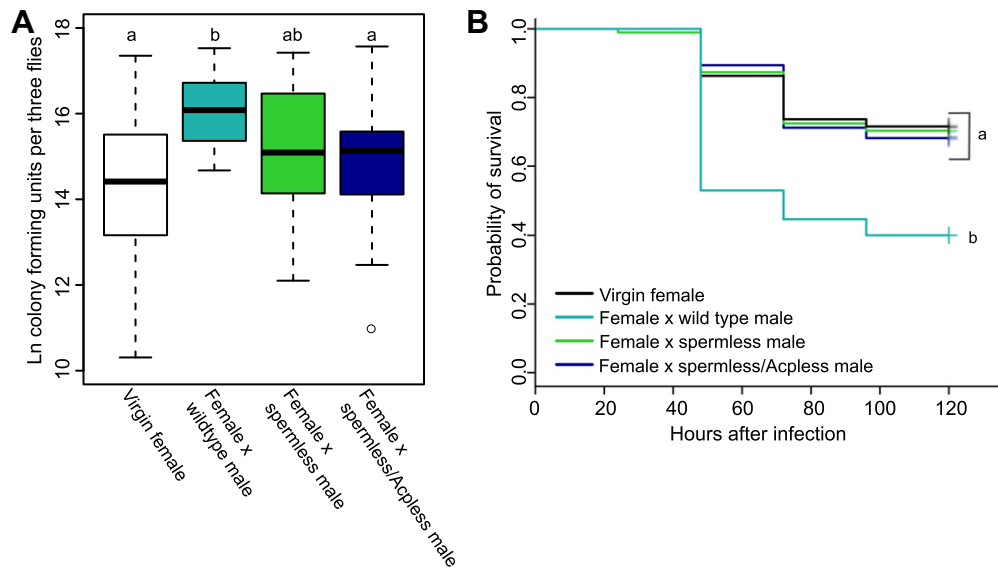 A
Ln colony forming units per three flies
18
16
14
12
10
a
b
ab
a
Virgin female
Female x
wildtype male
Female x
spermless male
Female x
spermless/Acpless male
B
Probability of survival
1.0
0.8
0.6
0.4
0.2
0.0
a
b
Virgin female
Female x wild type male
Female x spermless male
Female x spermless/Acpless male
0
20
40
60
80
100
120
Hours after infection